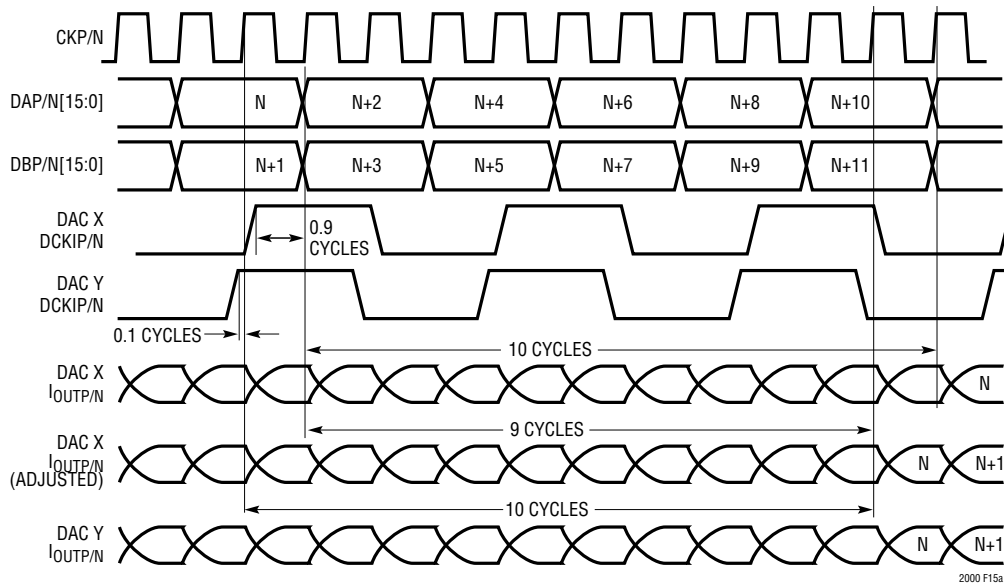 CKP/N
DAP/N[15:0]
N N+2 N+4 N+6 N+8 N+10
DBP/N[15:0]
N+1 N+3 N+5 N+7 N+9 N+11
DAC X
DCKIP/N
0.9
CYCLES
DAC Y
DCKIP/N
0.1 CYCLES
10 CYCLES
DAC X
IOUTP/N
N
9 CYCLES
DAC X
IOUTP/N
(ADJUSTED)
N N+1
10 CYCLES
DAC Y
IOUTP/N
N N+1
2000 F15a